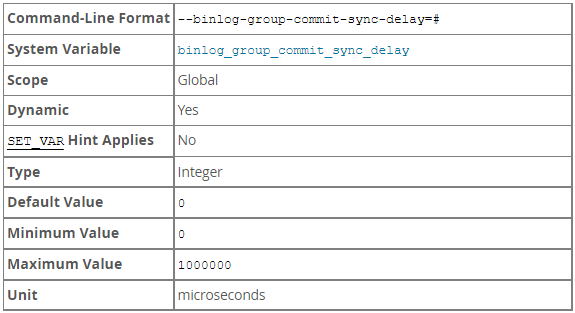 Command-Line Format --binlog-group-commit-sync-delay=#
System Variable binlog_group_commit_sync_delay
Scope Global
Dynamic Yes
SET_VAR Hint Applies No
Type Integer
Default Value 0
Minimum Value 0
Maximum Value 1000000
Unit microseconds